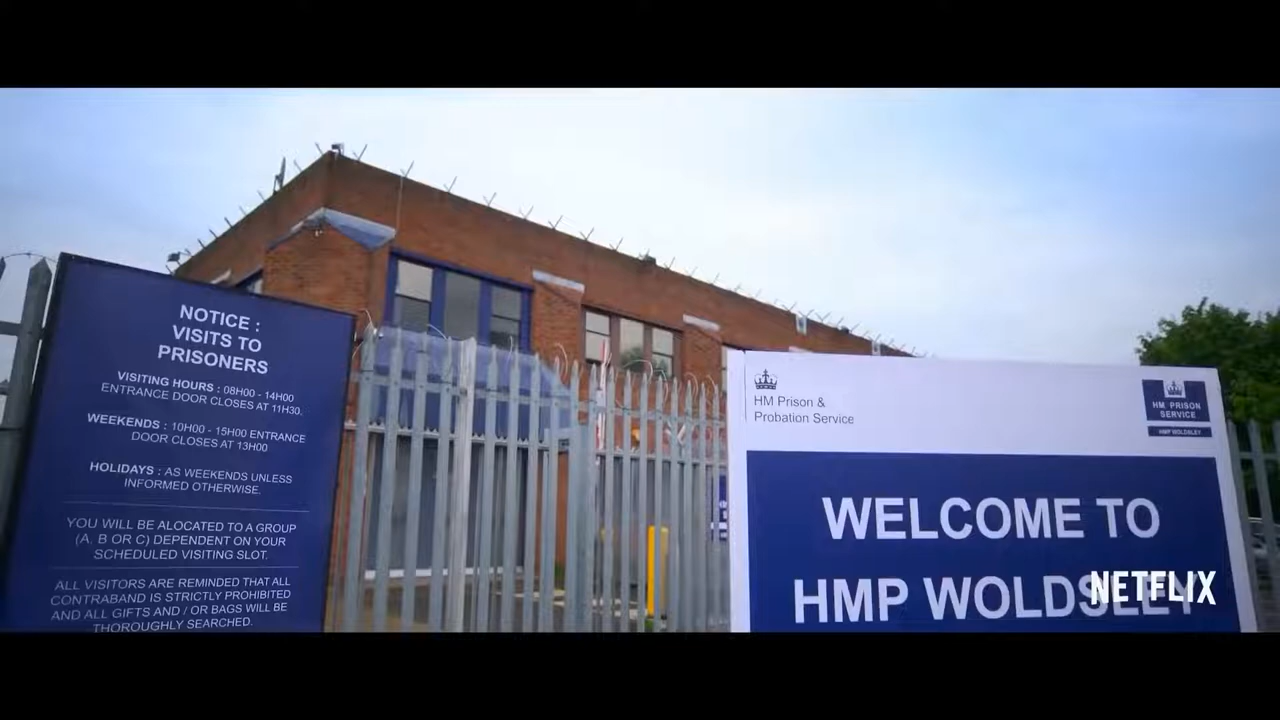 NOTICE :
VISITS TO
PRISONERS
VISITING HOURS : 08H00 - 14H00
ENTRANCE DOOR CLOSES AT 11H30.
WEEKENDS : 10H00 - 15H00 ENTRANCE
DOOR CLOSES AT 13H00
HOLIDAYS : AS WEEKENDS UNLESS
INFORMED OTHERWISE.
YOU WILL BE ALOCATED TO A GROUP
(A, B OR C) DEPENDENT ON YOUR
SCHEDULED VISITING SLOT.
ALL VISITORS ARE REMINDED THAT ALL
CONTRABAND IS STRICTLY PROHIBITED
AND ALL GIFTS AND / OR BAGS WILL BE
THOROUGHLY SEARCHED.
HM Prison &
Probation Service
HM PRISON
SERVICE
HMP WOLDSLEY
WELCOME TO
HMP WOLDSLEY
NETFLIX